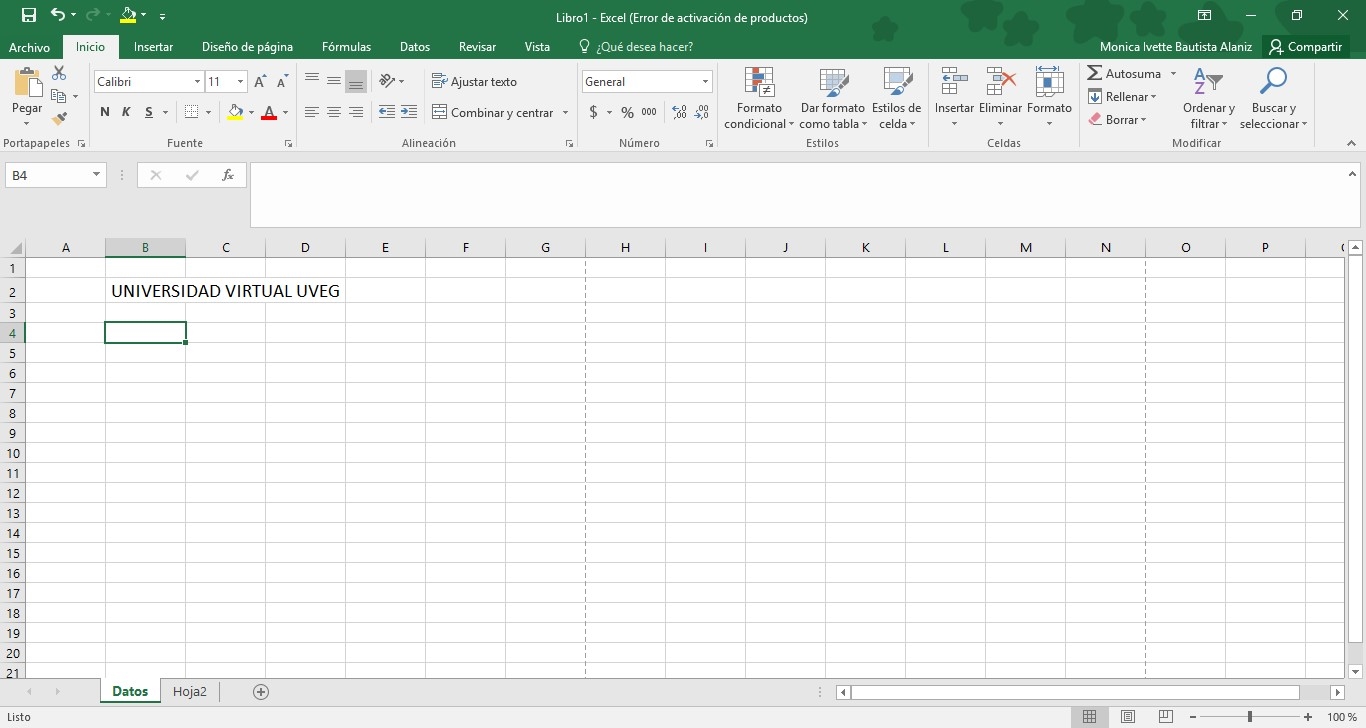 Libro1 - Excel (Error de activación de productos)
Archivo Inicio Insertar Diseño de página Fórmulas Datos Revisar Vista ¿Qué desea hacer? Monica Ivette Bautista Alaniz Compartir
Pegar Calibri 11 Ajustar texto General Formato condicional Dar formato como tabla Estilos de celda Insertar Eliminar Formato Autosuma Rellenar Borrar Ordenar y filtrar Buscar y seleccionar
N K S Combinar y centrar $ % 000
Portapapeles Fuente Alineación Número Estilos Celdas Modificar
B4 fx
A B C D E F G H I J K L M N O P
1
2 UNIVERSIDAD VIRTUAL UVEG
3
4
5
6
7
8
9
10
11
12
13
14
15
16
17
18
19
20
21
Datos Hoja2
Listo 100 %